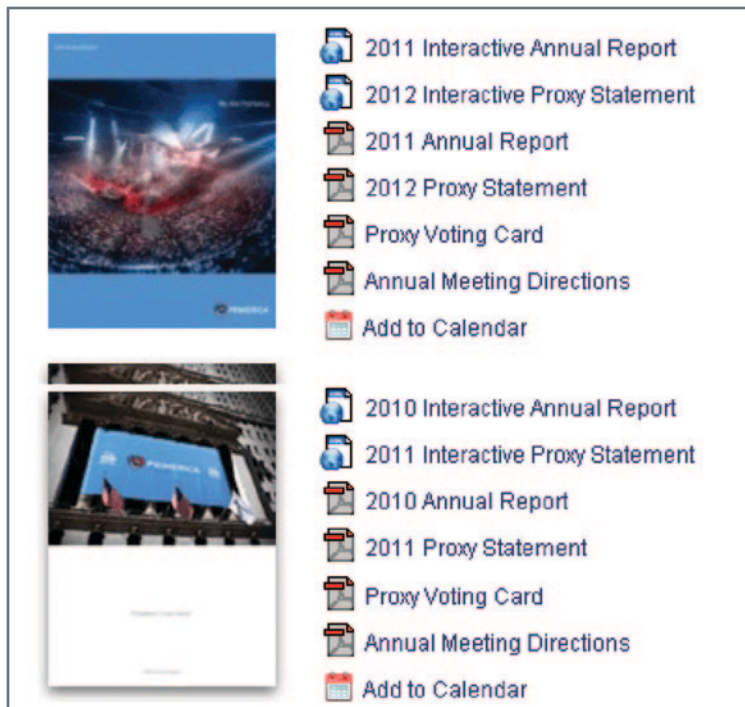 2011 Interactive Annual Report
2012 Interactive Proxy Statement
2011 Annual Report
2012 Proxy Statement
Proxy Voting Card
Annual Meeting Directions
Add to Calendar
PRIMERICA
2010 Interactive Annual Report
2011 Interactive Proxy Statement
2010 Annual Report
2011 Proxy Statement
Proxy Voting Card
Annual Meeting Directions
Add to Calendar
PRIMERICA